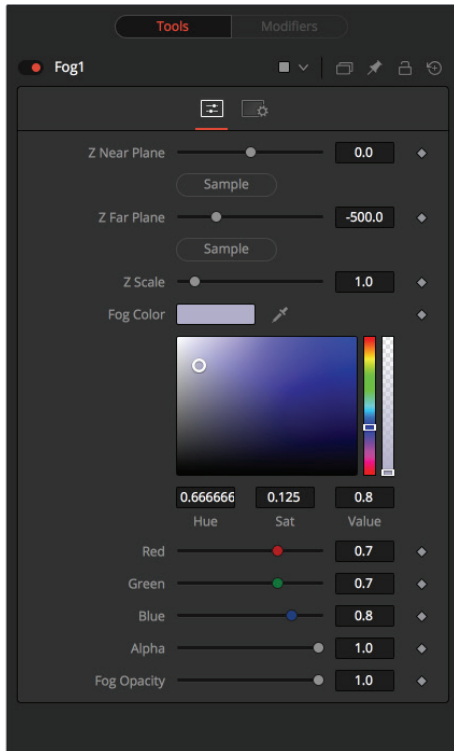 Tools Modifiers
Fog1
Z Near Plane 0.0
Sample
Z Far Plane -500.0
Sample
Z Scale 1.0
Fog Color
0.666666 0.125 0.8
Hue Sat Value
Red 0.7
Green 0.7
Blue 0.8
Alpha 1.0
Fog Opacity 1.0